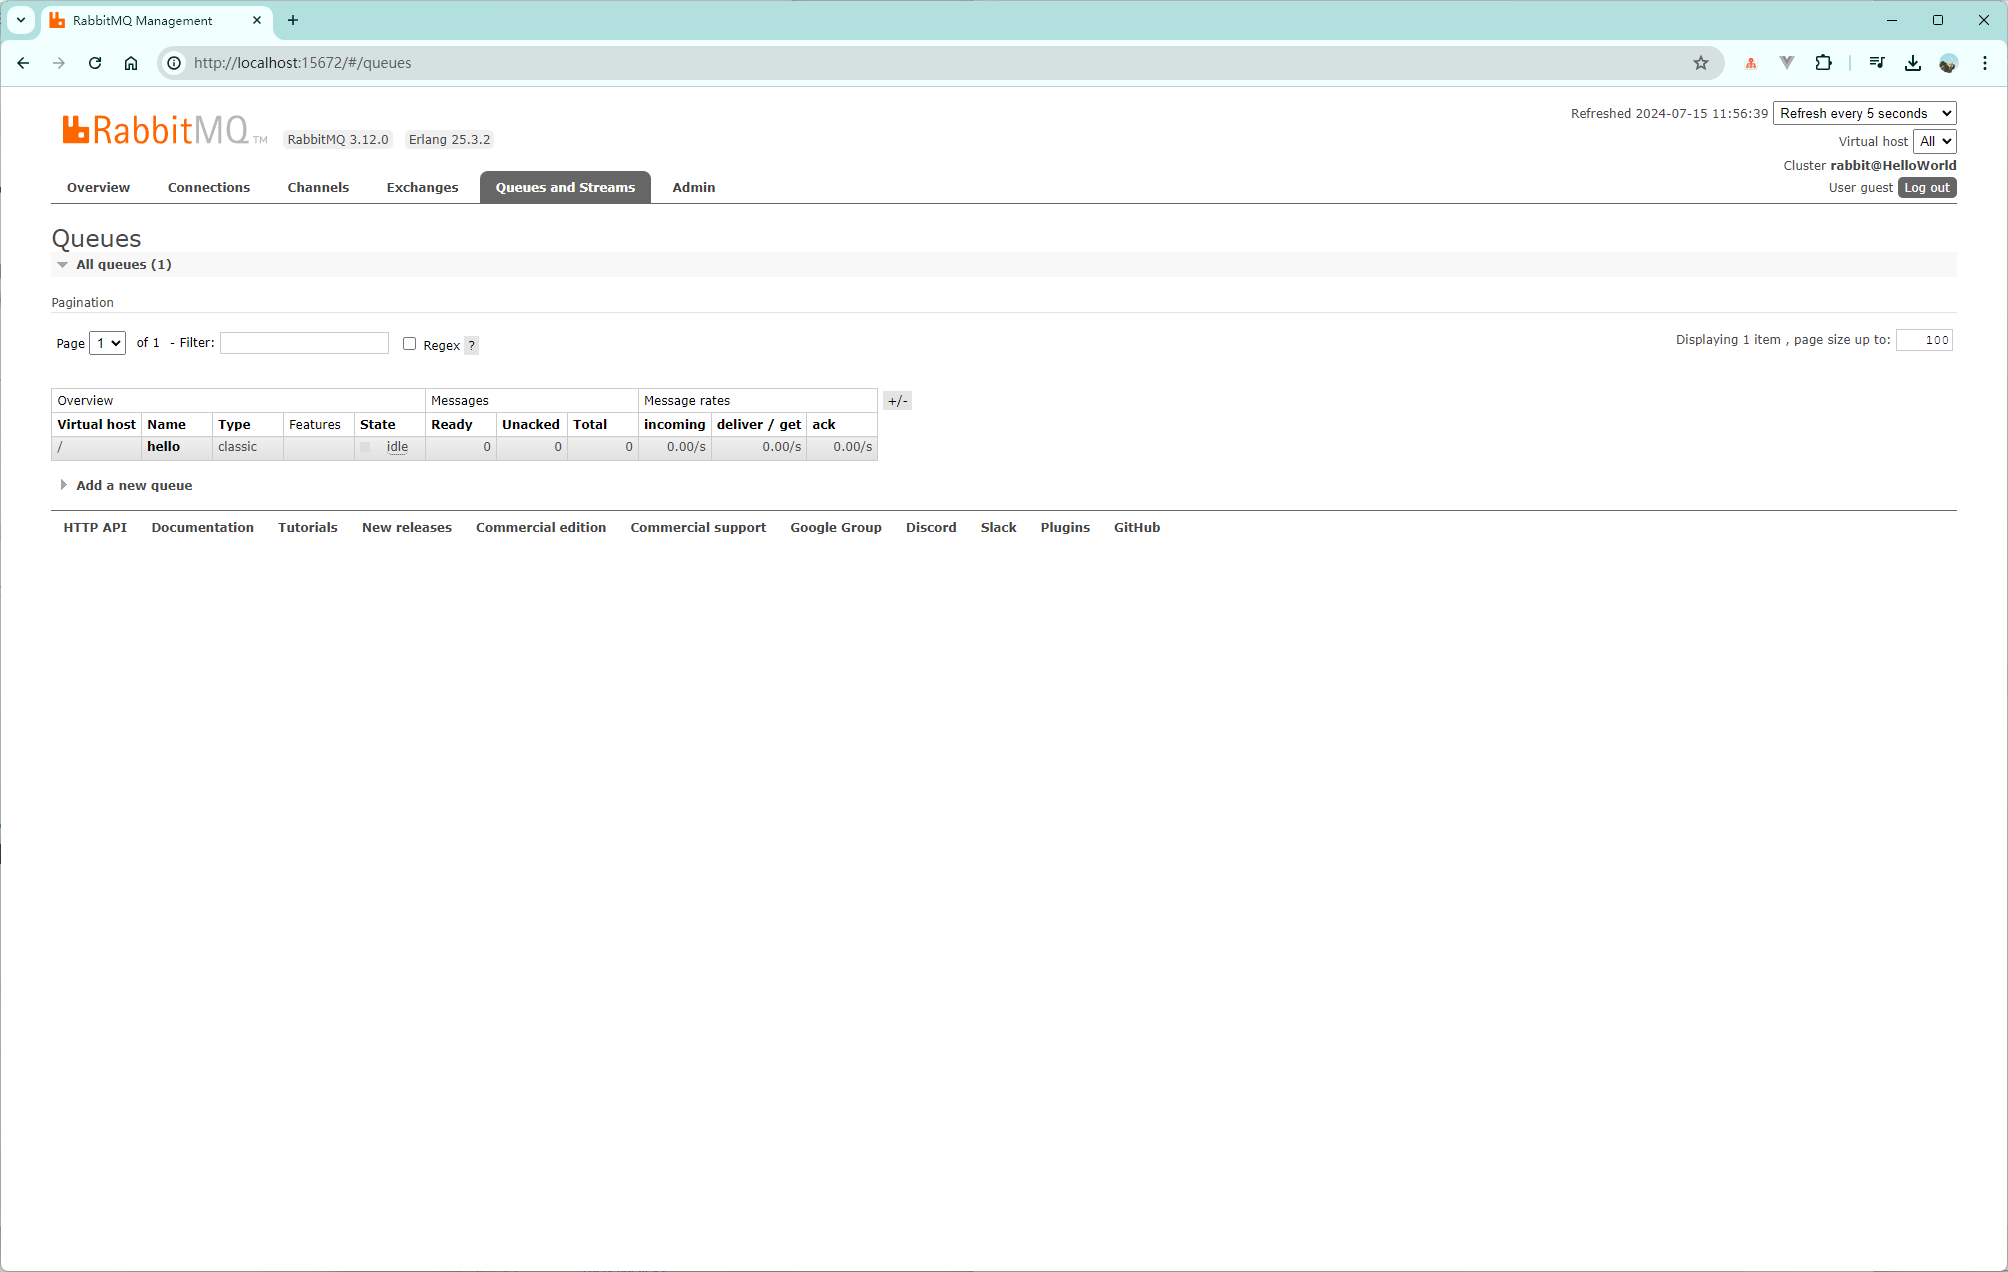 RabbitMQ Management
http://localhost:15672/#/queues
RabbitMQ TM RabbitMQ 3.12.0 Erlang 25.3.2
Refreshed 2024-07-15 11:56:39 Refresh every 5 seconds
Virtual host All
Cluster rabbit@HelloWorld
User guest Log out
Overview Connections Channels Exchanges Queues and Streams Admin
Queues
All queues (1)
Pagination
Page 1 of 1 - Filter: Regex ?
Displaying 1 item , page size up to: 100
Overview Messages Message rates +/-
Virtual host Name Type Features State Ready Unacked Total incoming deliver / get ack
/ hello classic idle 0 0 0 0.00/s 0.00/s 0.00/s
Add a new queue
HTTP API Documentation Tutorials New releases Commercial edition Commercial support Google Group Discord Slack Plugins GitHub